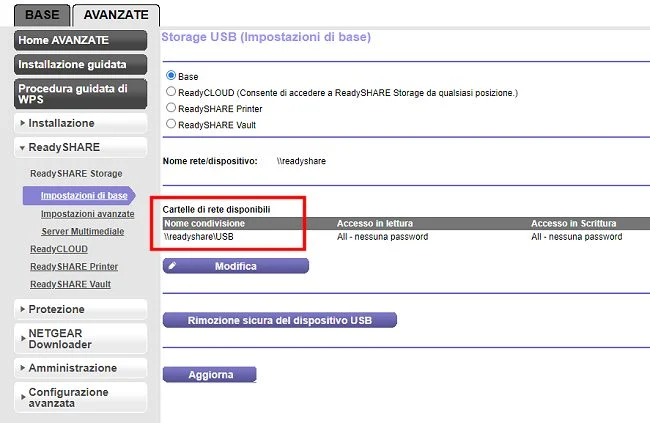 BASE
AVANZATE
Home AVANZATE
Installazione guidata
Procedura guidata di
WPS
Installazione
ReadySHARE
ReadySHARE Storage
Impostazioni di base
Impostazioni avanzate
Server Multimediale
ReadyCLOUD
ReadySHARE Printer
ReadySHARE Vault
Protezione
NETGEAR
Downloader
Amministrazione
Configurazione
avanzata
Storage USB (Impostazioni di base)
Base
ReadyCLOUD (Consente di accedere a ReadySHARE Storage da qualsiasi posizione.)
ReadySHARE Printer
ReadySHARE Vault
Nome rete/dispositivo: \\readyshare
Cartelle di rete disponibili
Nome condivisione Accesso in lettura Accesso in Scrittura
\\readyshare\USB All - nessuna password All - nessuna password
Modifica
Rimozione sicura del dispositivo USB
Aggiorna